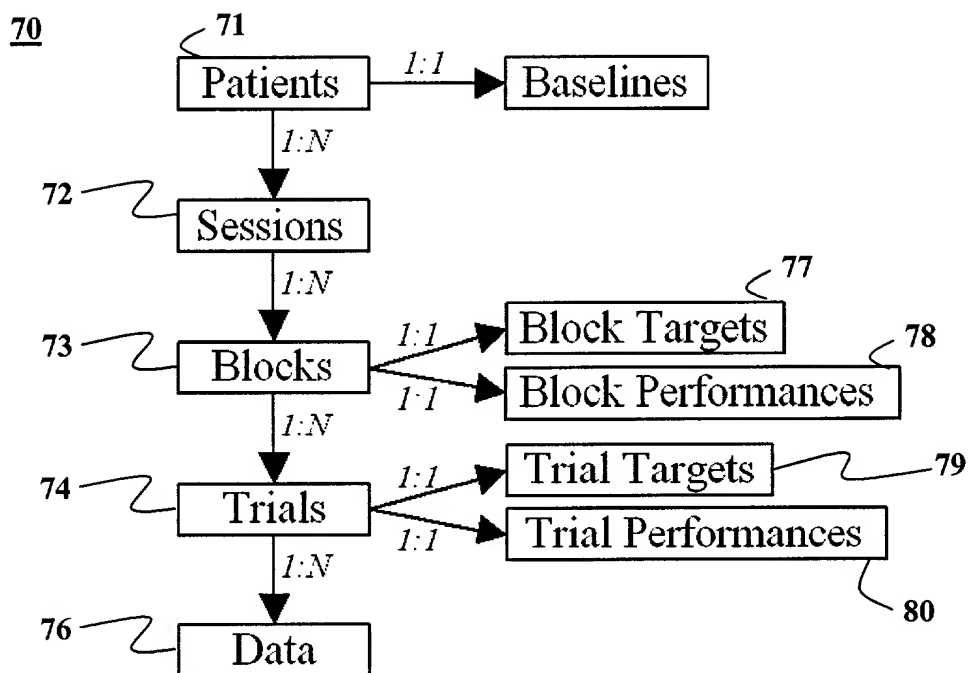 70
71
Patients
1:1
Baselines
1:N
72
Sessions
1:N
77
73
Blocks
1:1
Block Targets
78
1:1
Block Performances
1:N
74
Trials
1:1
Trial Targets
79
1:1
Trial Performances
80
1:N
76
Data